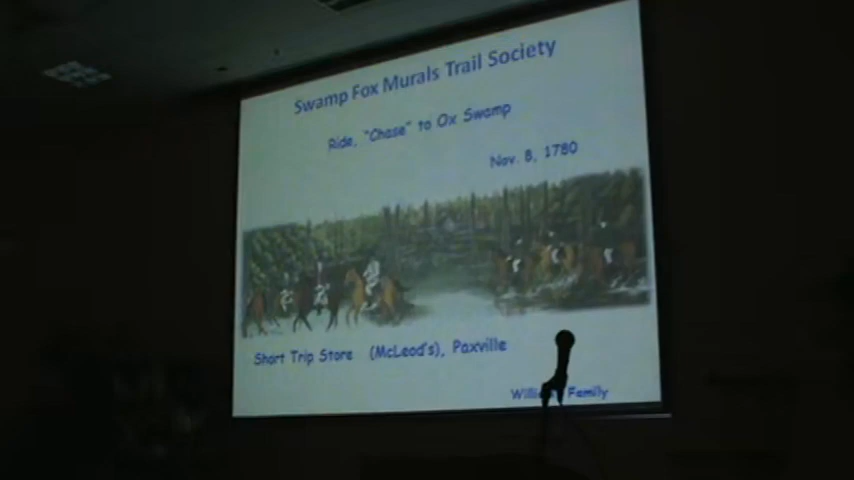 Swamp Fox Murals Trail Society
Ride, "Chase" to Ox Swamp
Nov. 8, 1780
Short Trip Store (McLeod's), Paxville
Family